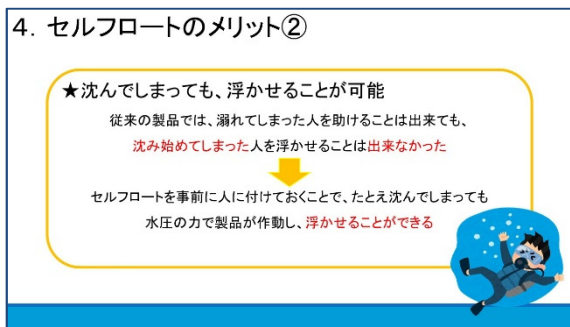 4．セルフロートのメリット②
★沈んでしまっても、浮かせることが可能
従来の製品では、溺れてしまった人を助けることは出来ても、
沈み始めてしまった人を浮かせることは出来なかった
セルフロートを事前に人に付けておくことで、たとえ沈んでしまっても
水圧の力で製品が作動し、浮かせることができる